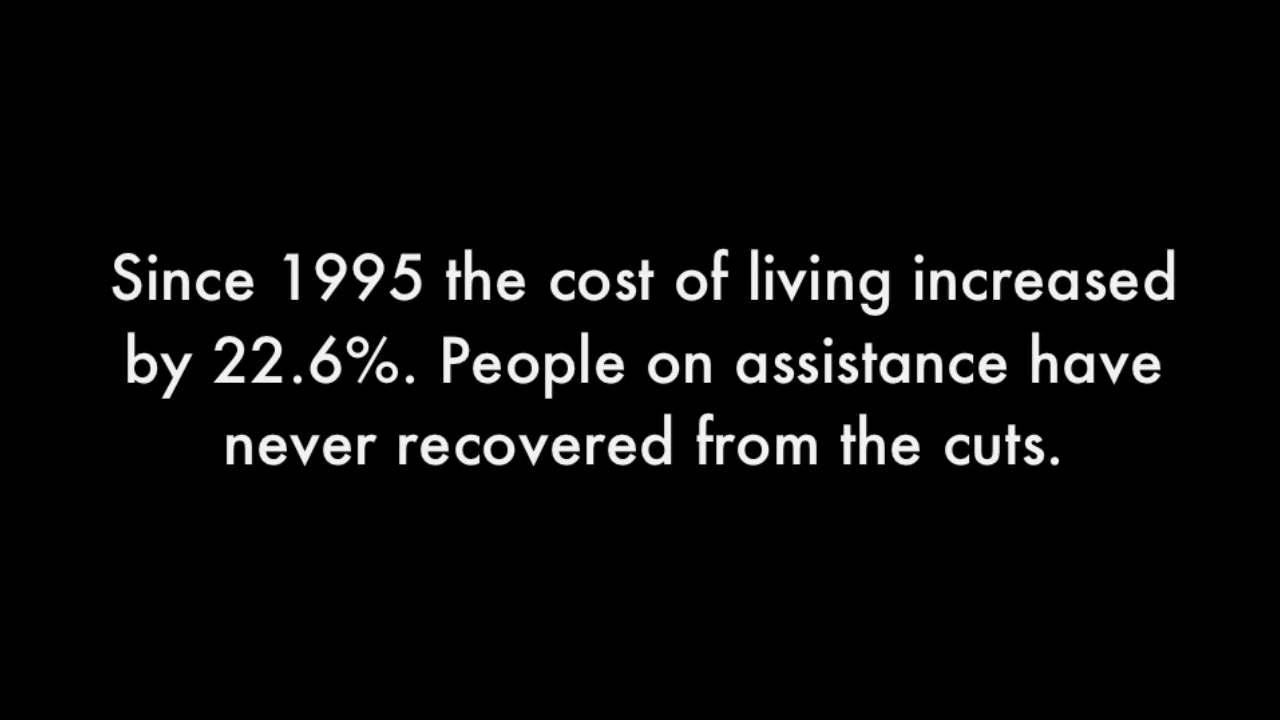 Since 1995 the cost of living increased
by 22.6%. People on assistance have
never recovered from the cuts.